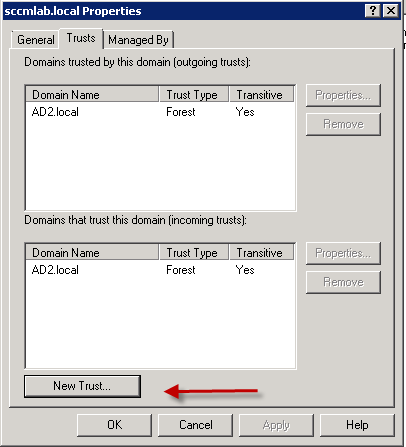 sccmlab.local Properties
General Trusts Managed By
Domains trusted by this domain (outgoing trusts):
Domain Name Trust Type Transitive
AD2.local Forest Yes
Properties...
Remove
Domains that trust this domain (incoming trusts):
Domain Name Trust Type Transitive
AD2.local Forest Yes
Properties...
Remove
New Trust...
OK Cancel Apply Help